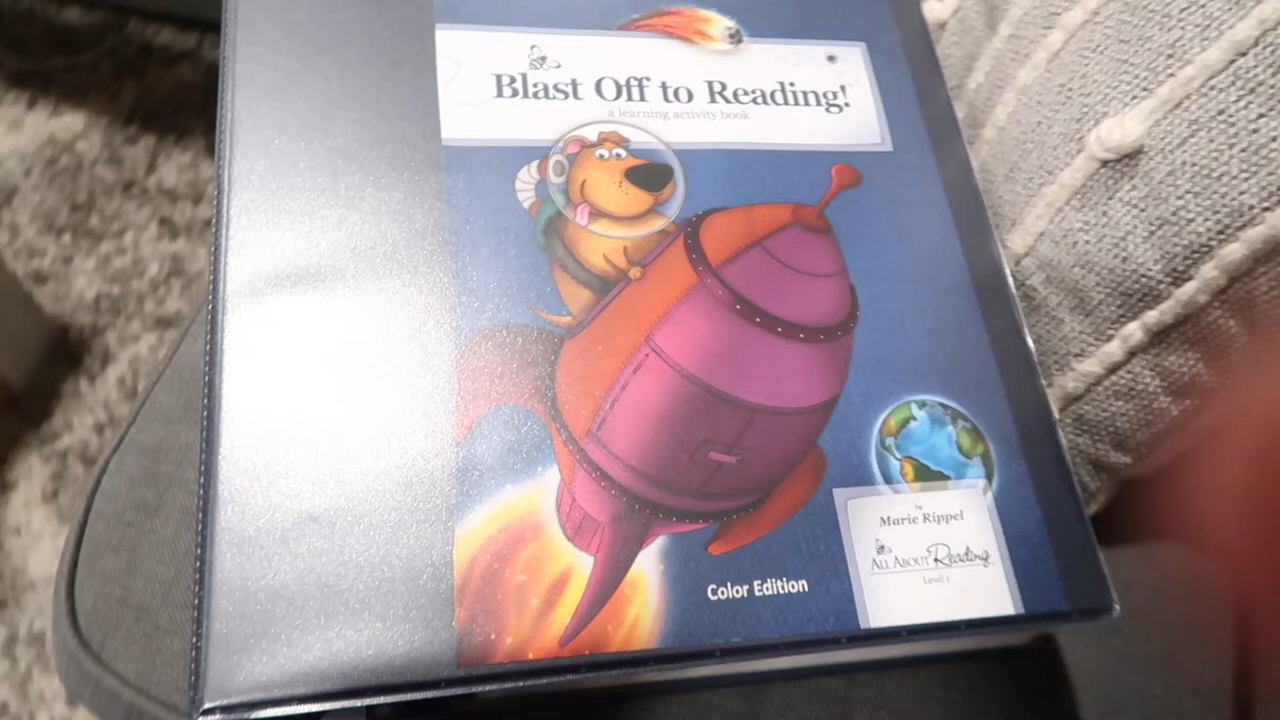 Blast Off to Reading!
a learning activity book
Color Edition
by
Marie Rippel
ALL ABOUT Reading
Level 1